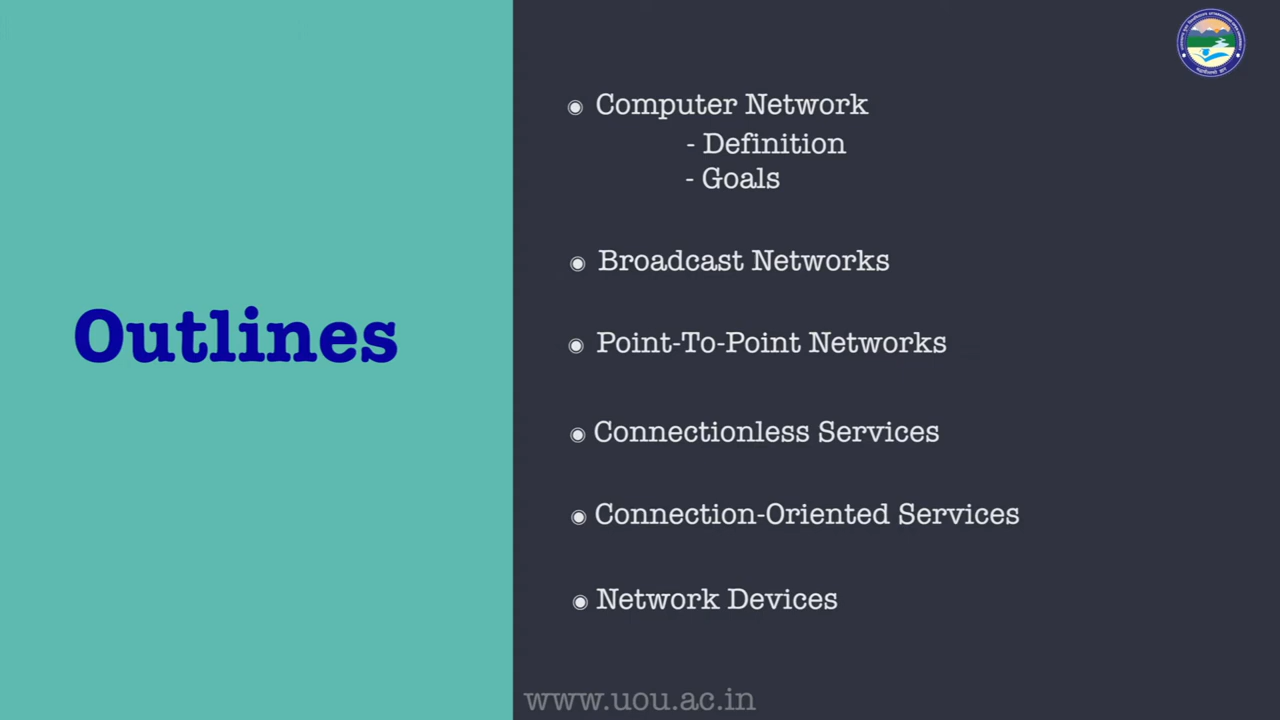 Outlines
Computer Network
- Definition
- Goals
Broadcast Networks
Point-To-Point Networks
Connectionless Services
Connection-Oriented Services
Network Devices
www.uou.ac.in